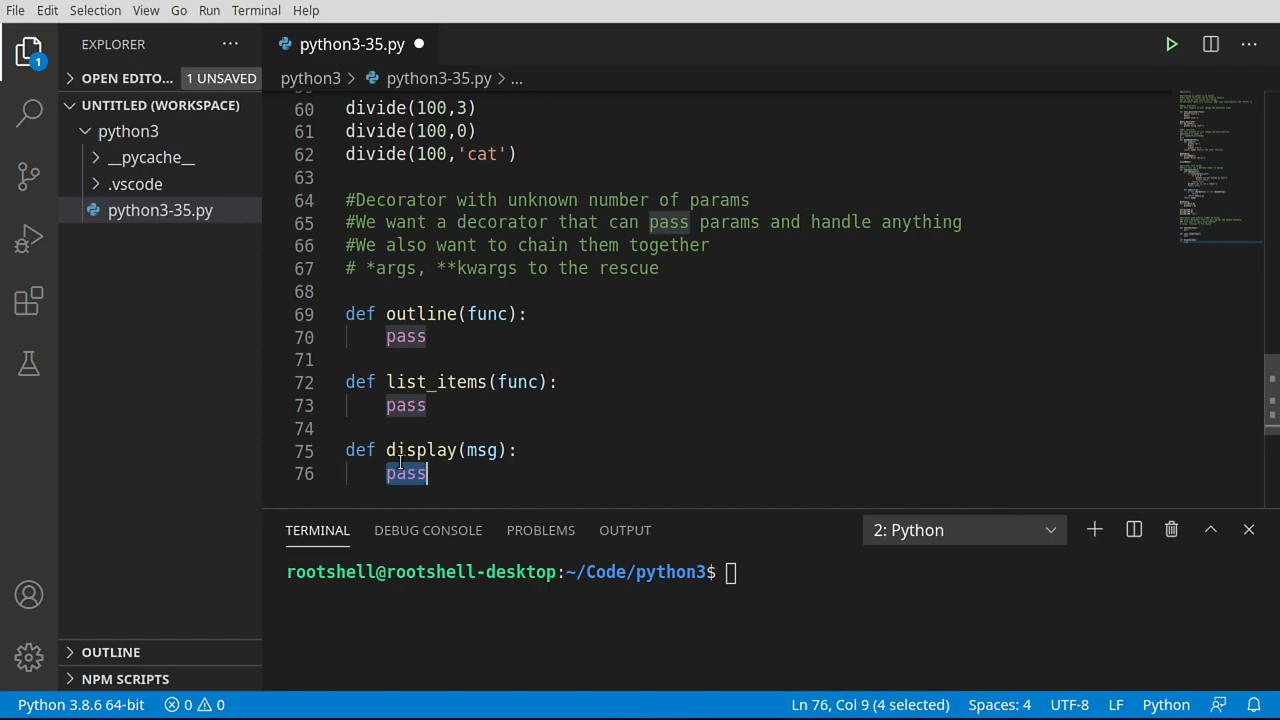 File Edit Selection View Go Run Terminal Help
EXPLORER
python3-35.py
OPEN EDITO... 1 UNSAVED
python3 > python3-35.py > ...
UNTITLED (WORKSPACE)
python3
__pycache__
.vscode
python3-35.py
60 divide(100,3)
61 divide(100,0)
62 divide(100,'cat')
63
64 #Decorator with unknown number of params
65 #We want a decorator that can pass params and handle anything
66 #We also want to chain them together
67 # *args, **kwargs to the rescue
68
69 def outline(func):
70 pass
71
72 def list_items(func):
73 pass
74
75 def display(msg):
76 pass
TERMINAL DEBUG CONSOLE PROBLEMS OUTPUT 2: Python
rootshell@rootshell-desktop:~/Code/python3$
OUTLINE
NPM SCRIPTS
1
Python 3.8.6 64-bit 0 0 Ln 76, Col 9 (4 selected) Spaces: 4 UTF-8 LF Python